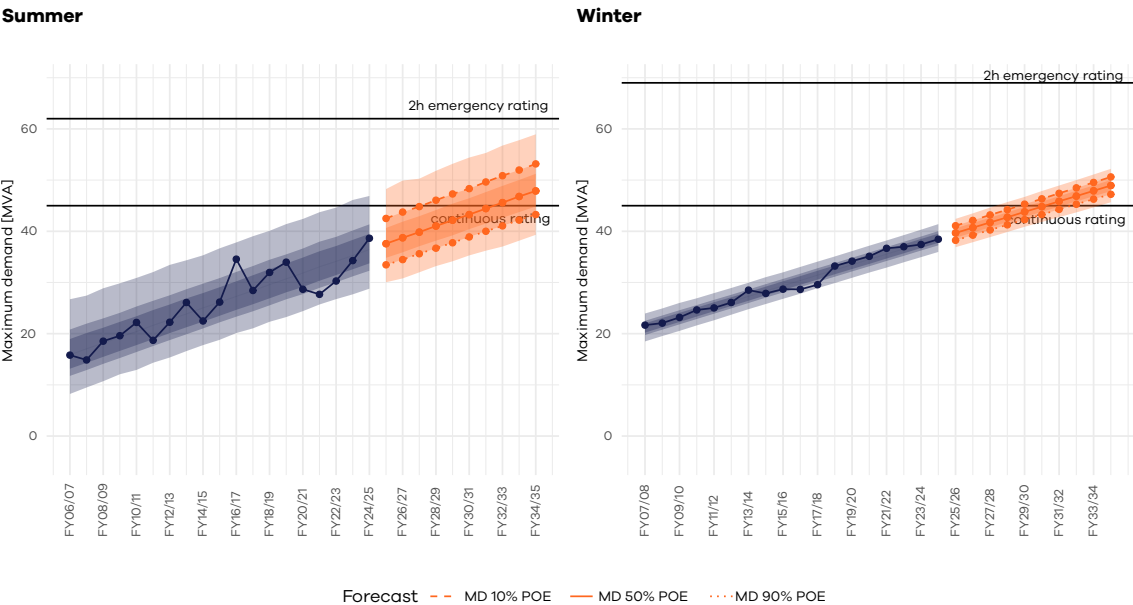 Summer
Winter
Maximum demand [MVA]
60
40
20
0
2h emergency rating
continuous rating
FY06/07
FY08/09
FY10/11
FY12/13
FY14/15
FY16/17
FY18/19
FY20/21
FY22/23
FY24/25
FY26/27
FY28/29
FY30/31
FY32/33
FY34/35
Maximum demand [MVA]
60
40
20
0
2h emergency rating
continuous rating
FY07/08
FY09/10
FY11/12
FY13/14
FY15/16
FY17/18
FY19/20
FY21/22
FY23/24
FY25/26
FY27/28
FY29/30
FY31/32
FY33/34
Forecast MD 10% POE MD 50% POE MD 90% POE